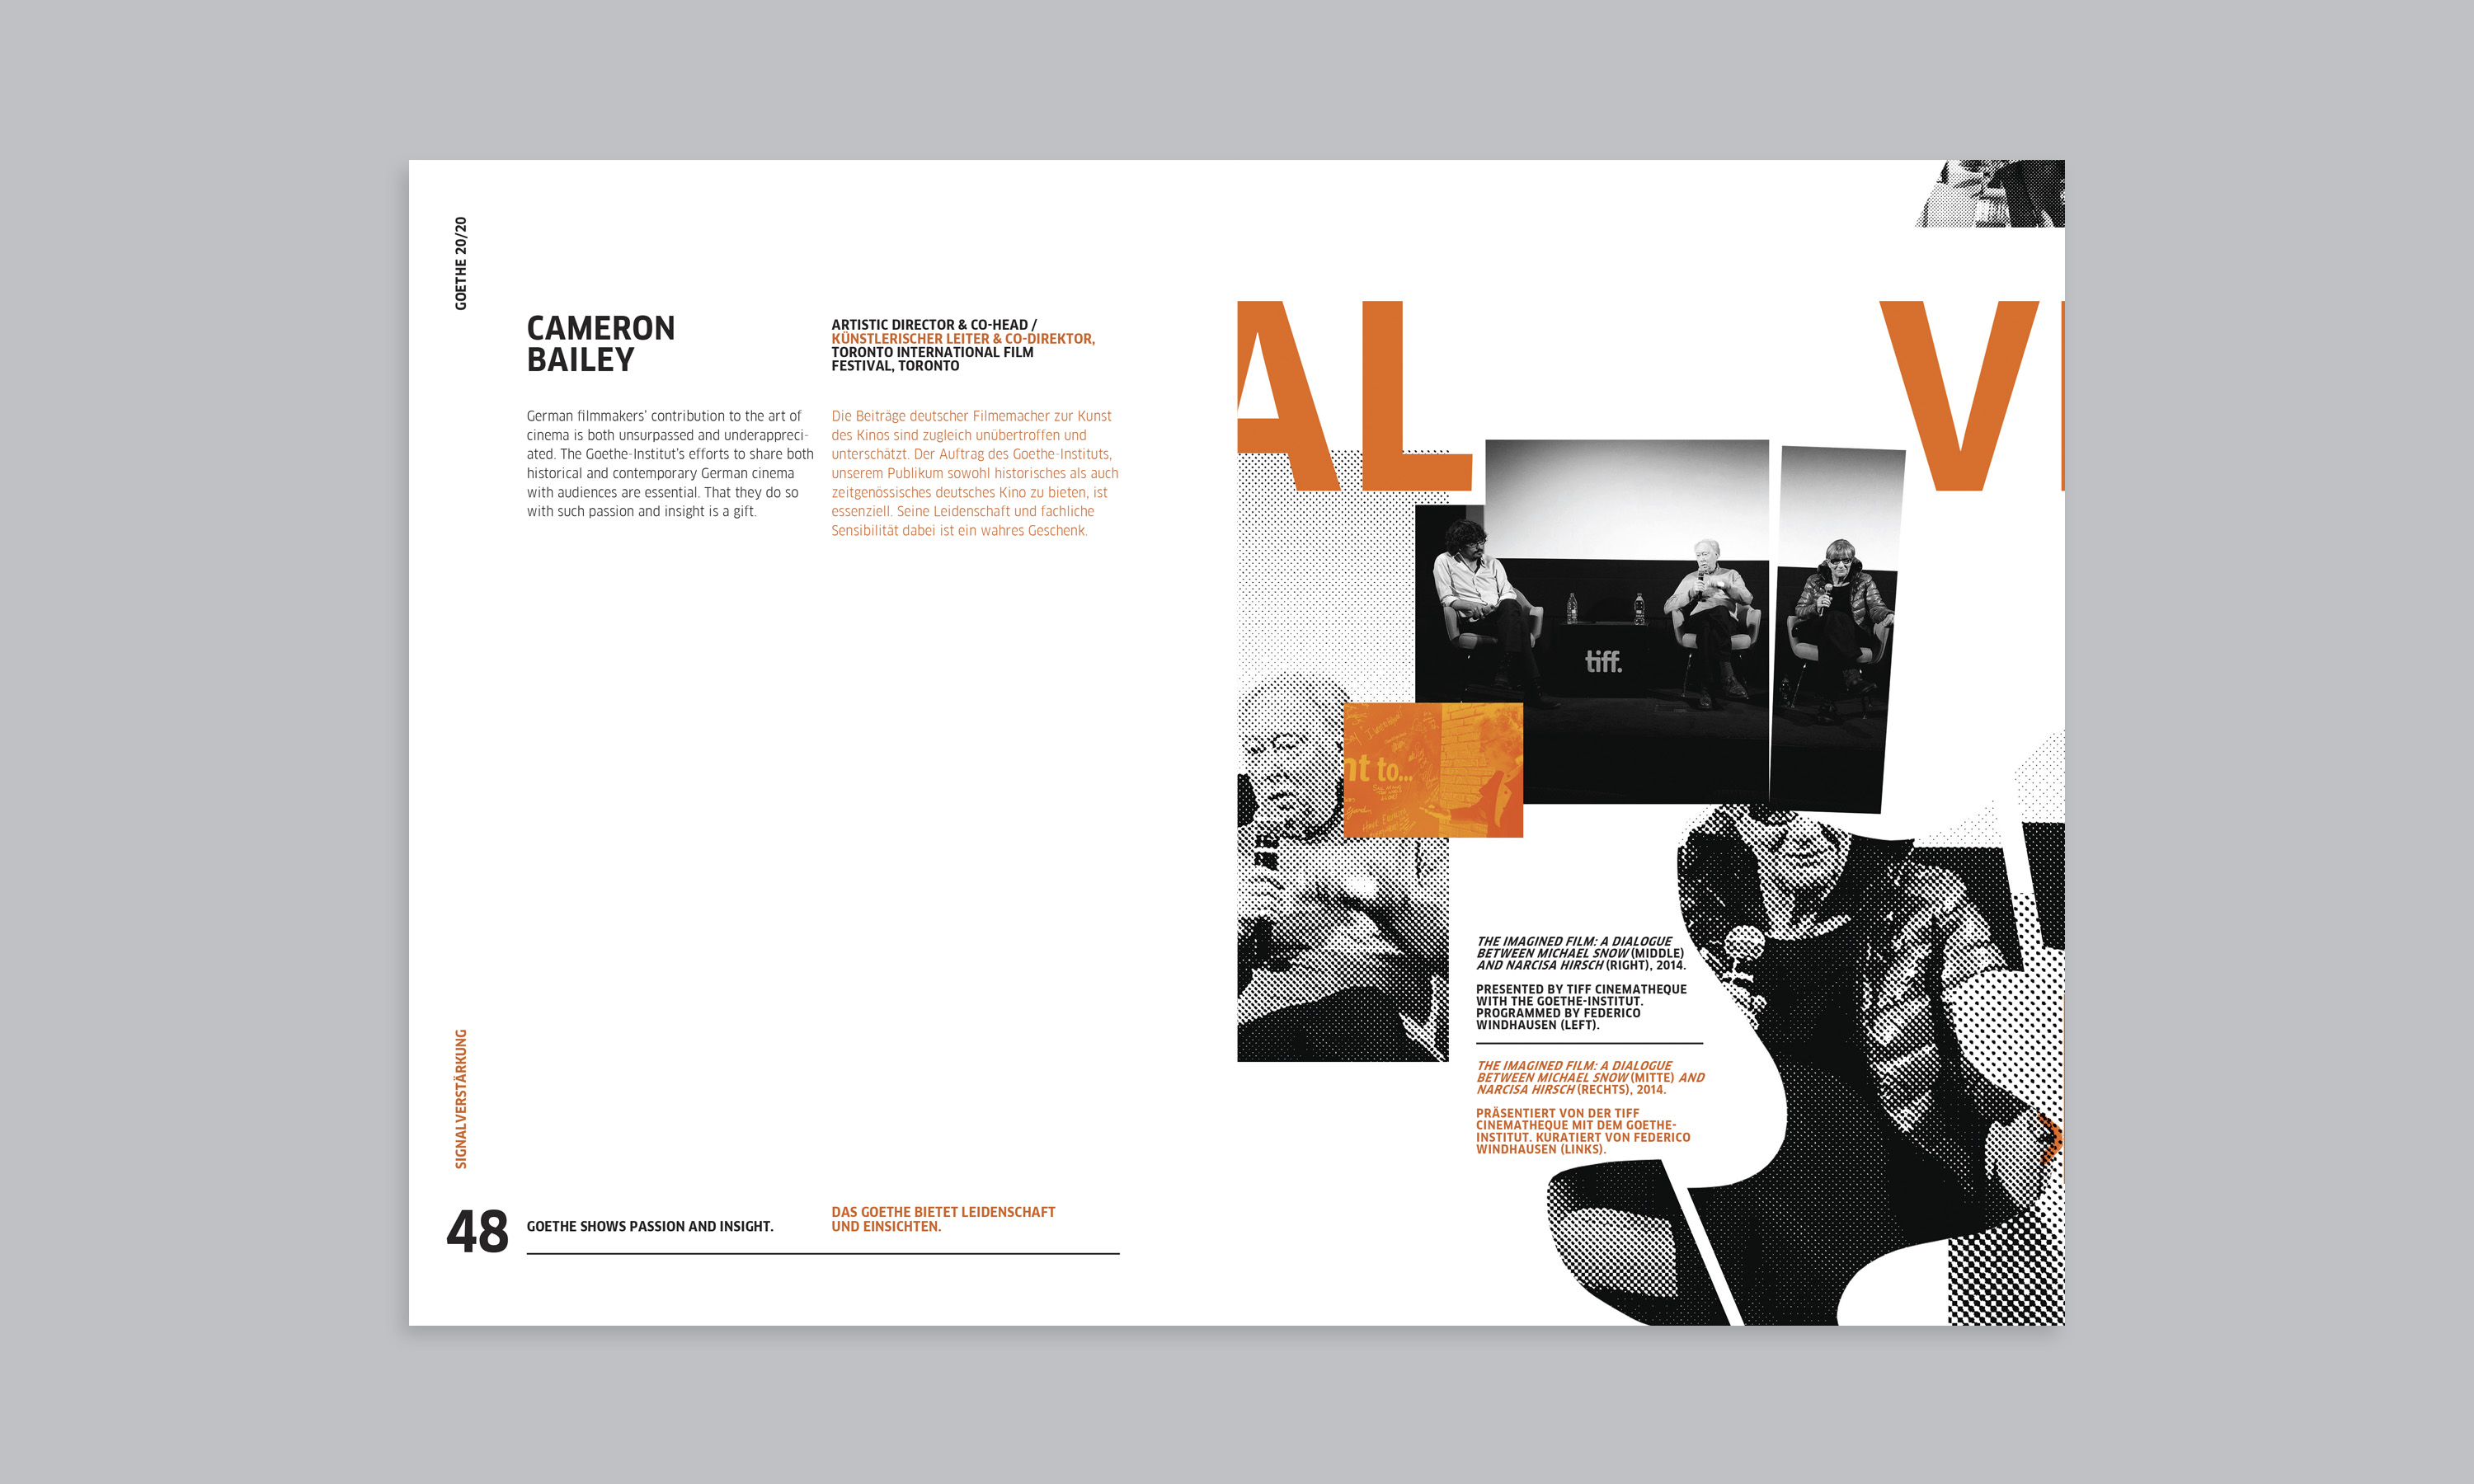 GOETHE 20/20
CAMERON
BAILEY
ARTISTIC DIRECTOR & CO-HEAD /
KÜNSTLERISCHER LEITER & CO-DIREKTOR,
TORONTO INTERNATIONAL FILM
FESTIVAL, TORONTO
German filmmakers’ contribution to the art of
cinema is both unsurpassed and underappreci-
ated. The Goethe-Institut’s efforts to share both
historical and contemporary German cinema
with audiences are essential. That they do so
with such passion and insight is a gift.
Die Beiträge deutscher Filmemacher zur Kunst
des Kinos sind zugleich unübertroffen und
unterschätzt. Der Auftrag des Goethe-Instituts,
unserem Publikum sowohl historisches als auch
zeitgenössisches deutsches Kino zu bieten, ist
essenziell. Seine Leidenschaft und fachliche
Sensibilität dabei ist ein wahres Geschenk.
SIGNALVERSTÄRKUNG
48
GOETHE SHOWS PASSION AND INSIGHT.
DAS GOETHE BIETET LEIDENSCHAFT
UND EINSICHTEN.
AL
V
tiff.
nt to...
THE IMAGINED FILM: A DIALOGUE
BETWEEN MICHAEL SNOW (MIDDLE)
AND NARCISA HIRSCH (RIGHT), 2014.
PRESENTED BY TIFF CINEMATHEQUE
WITH THE GOETHE-INSTITUT.
PROGRAMMED BY FEDERICO
WINDHAUSEN (LEFT).
THE IMAGINED FILM: A DIALOGUE
BETWEEN MICHAEL SNOW (MITTE) AND
NARCISA HIRSCH (RECHTS), 2014.
PRÄSENTIERT VON DER TIFF
CINEMATHEQUE MIT DEM GOETHE-
INSTITUT. KURATIERT VON FEDERICO
WINDHAUSEN (LINKS).